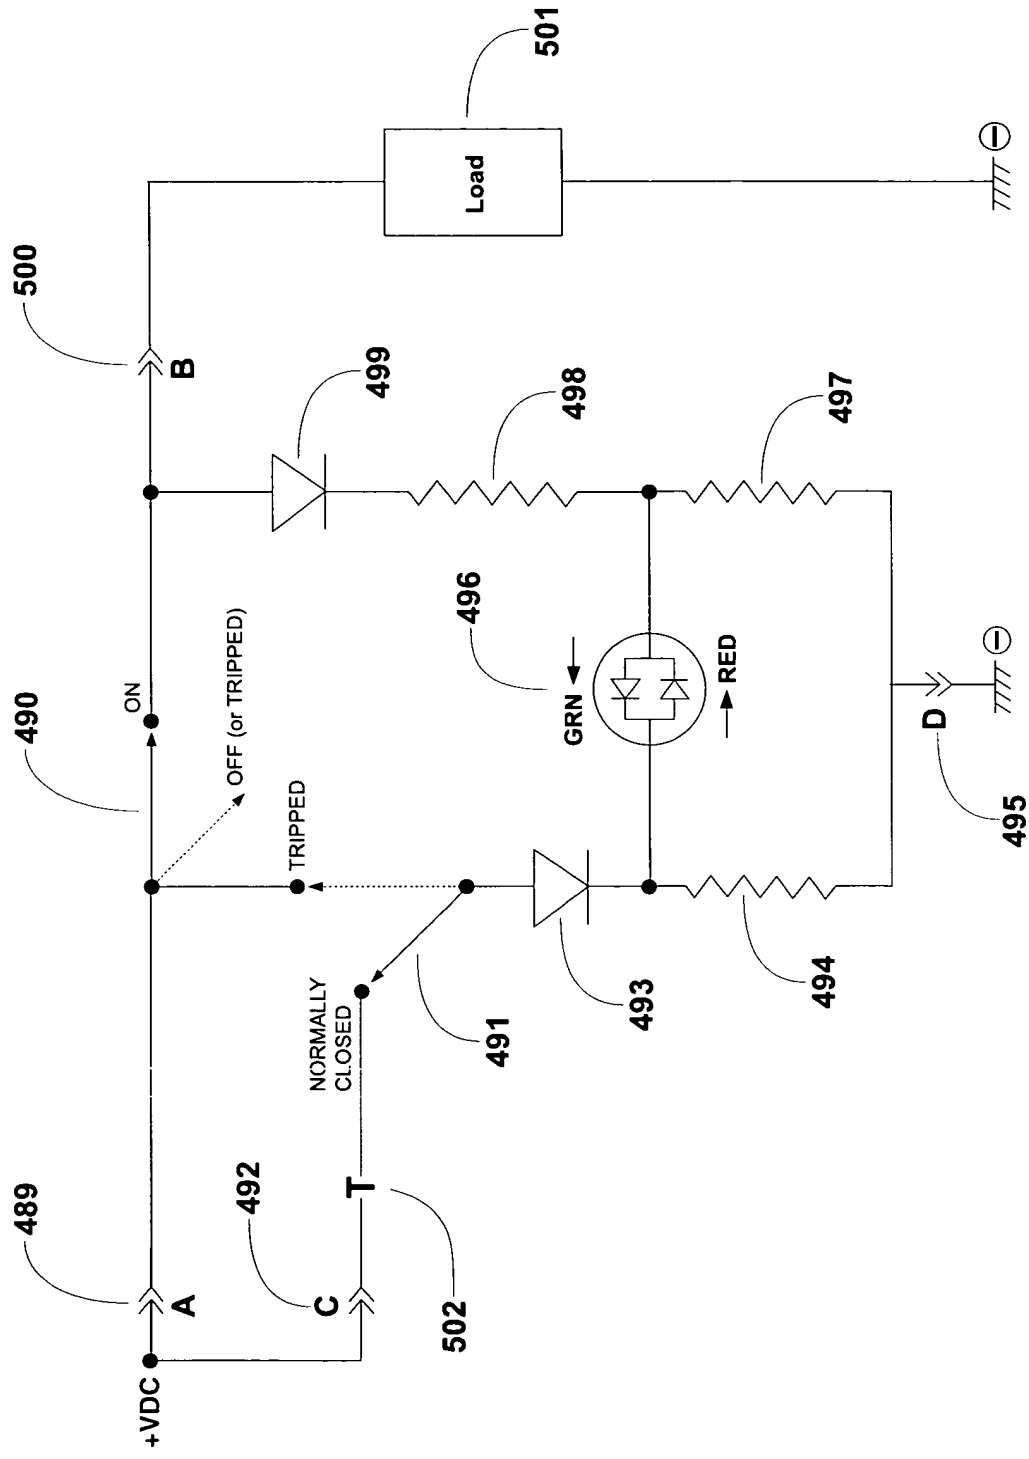 501
Load
500
B
499
498
497
496
GRN
RED
ON
490
OFF (or TRIPPED)
TRIPPED
D
495
493
494
491
NORMALLY
CLOSED
489
A
492
C
T
502
+VDC